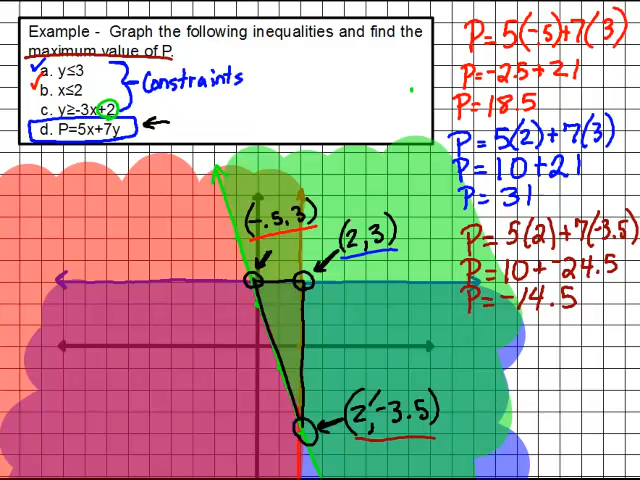 Example - Graph the following inequalities and find the
maximum value of P.
a. y≤3
b. x≤2
c. y≥-3x+2
d. P=5x+7y
Constraints
P=5(-.5)+7(3)
P=-2.5+21
P=18.5
P=5(2)+7(3)
P=10+21
P=31
P=5(2)+7(-3.5)
P=10+-24.5
P=-14.5
(-.5,3)
(2,3)
(2,-3.5)